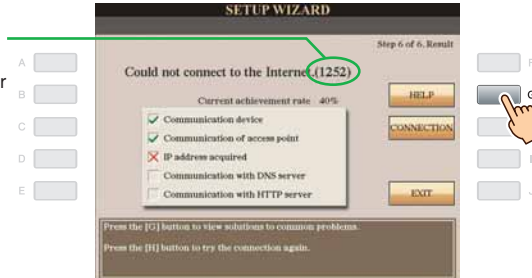 SETUP WIZARD
Step 6 of 6. Result
Could not connect to the Internet.(1252)
Current achievement rate 40%
Communication device
Communication of access point
IP address acquired
Communication with DNS server
Communication with HTTP server
HELP
CONNECTION
EXIT
Press the [G] button to view solutions to common problems.
Press the [H] button to try the connection again.
A
B
C
D
E
r
F
G
I
J